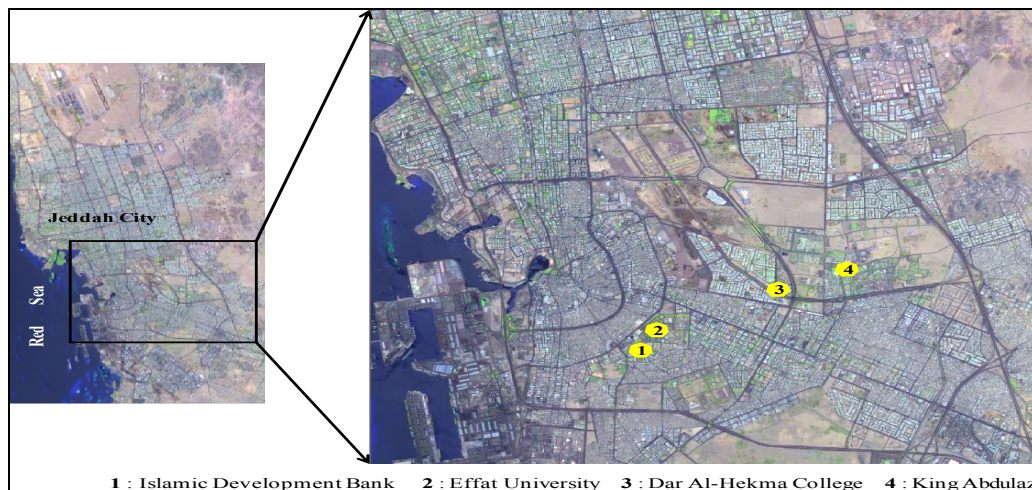 Jeddah City
Red Sea
4
3
2
1
1 : Islamic Development Bank 2 : Effat University 3 : Dar Al-Hekma College 4 : King Abdulaz